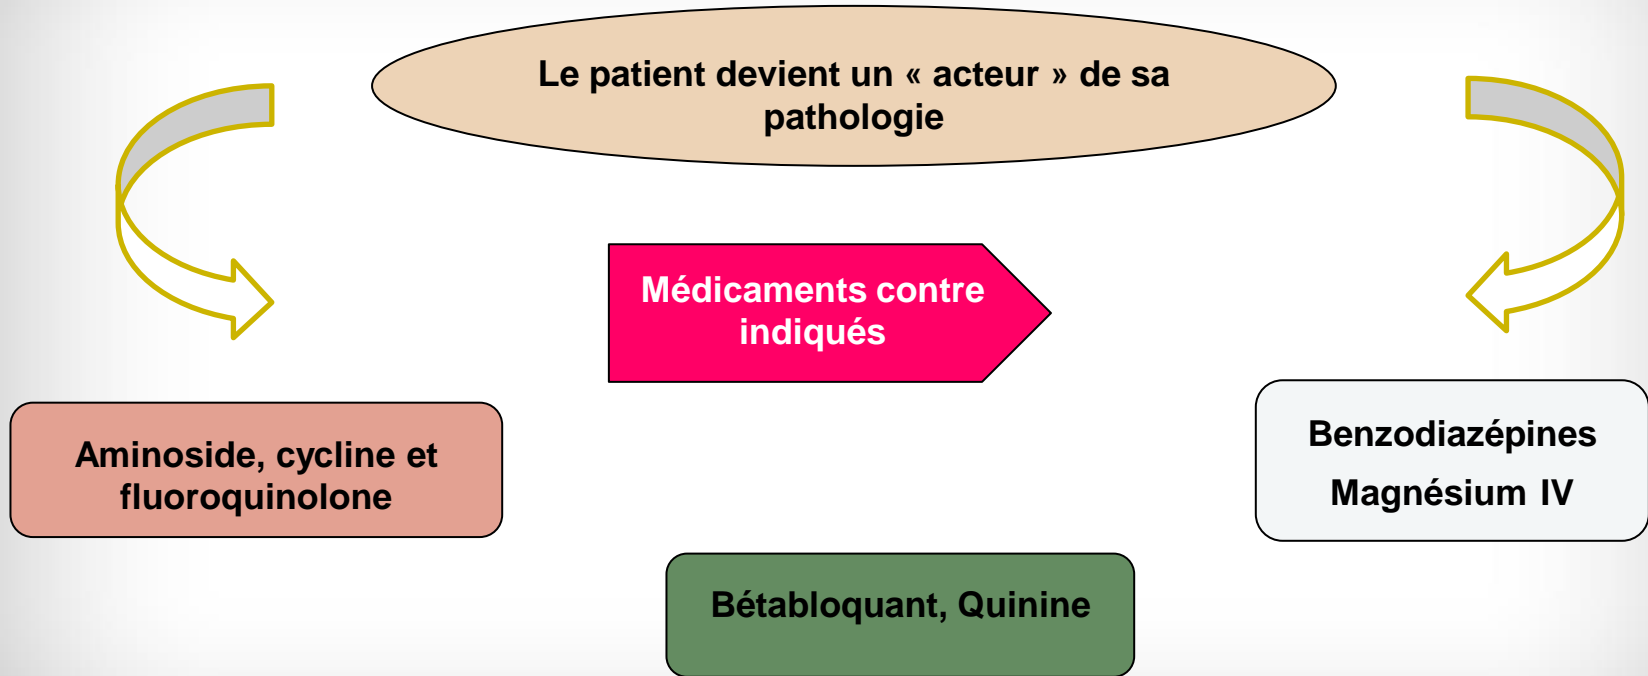 Le patient devient un « acteur » de sa
pathologie
Médicaments contre
indiqués
Aminoside, cycline et
fluoroquinolone
Benzodiazépines
Magnésium IV
Bétabloquant, Quinine